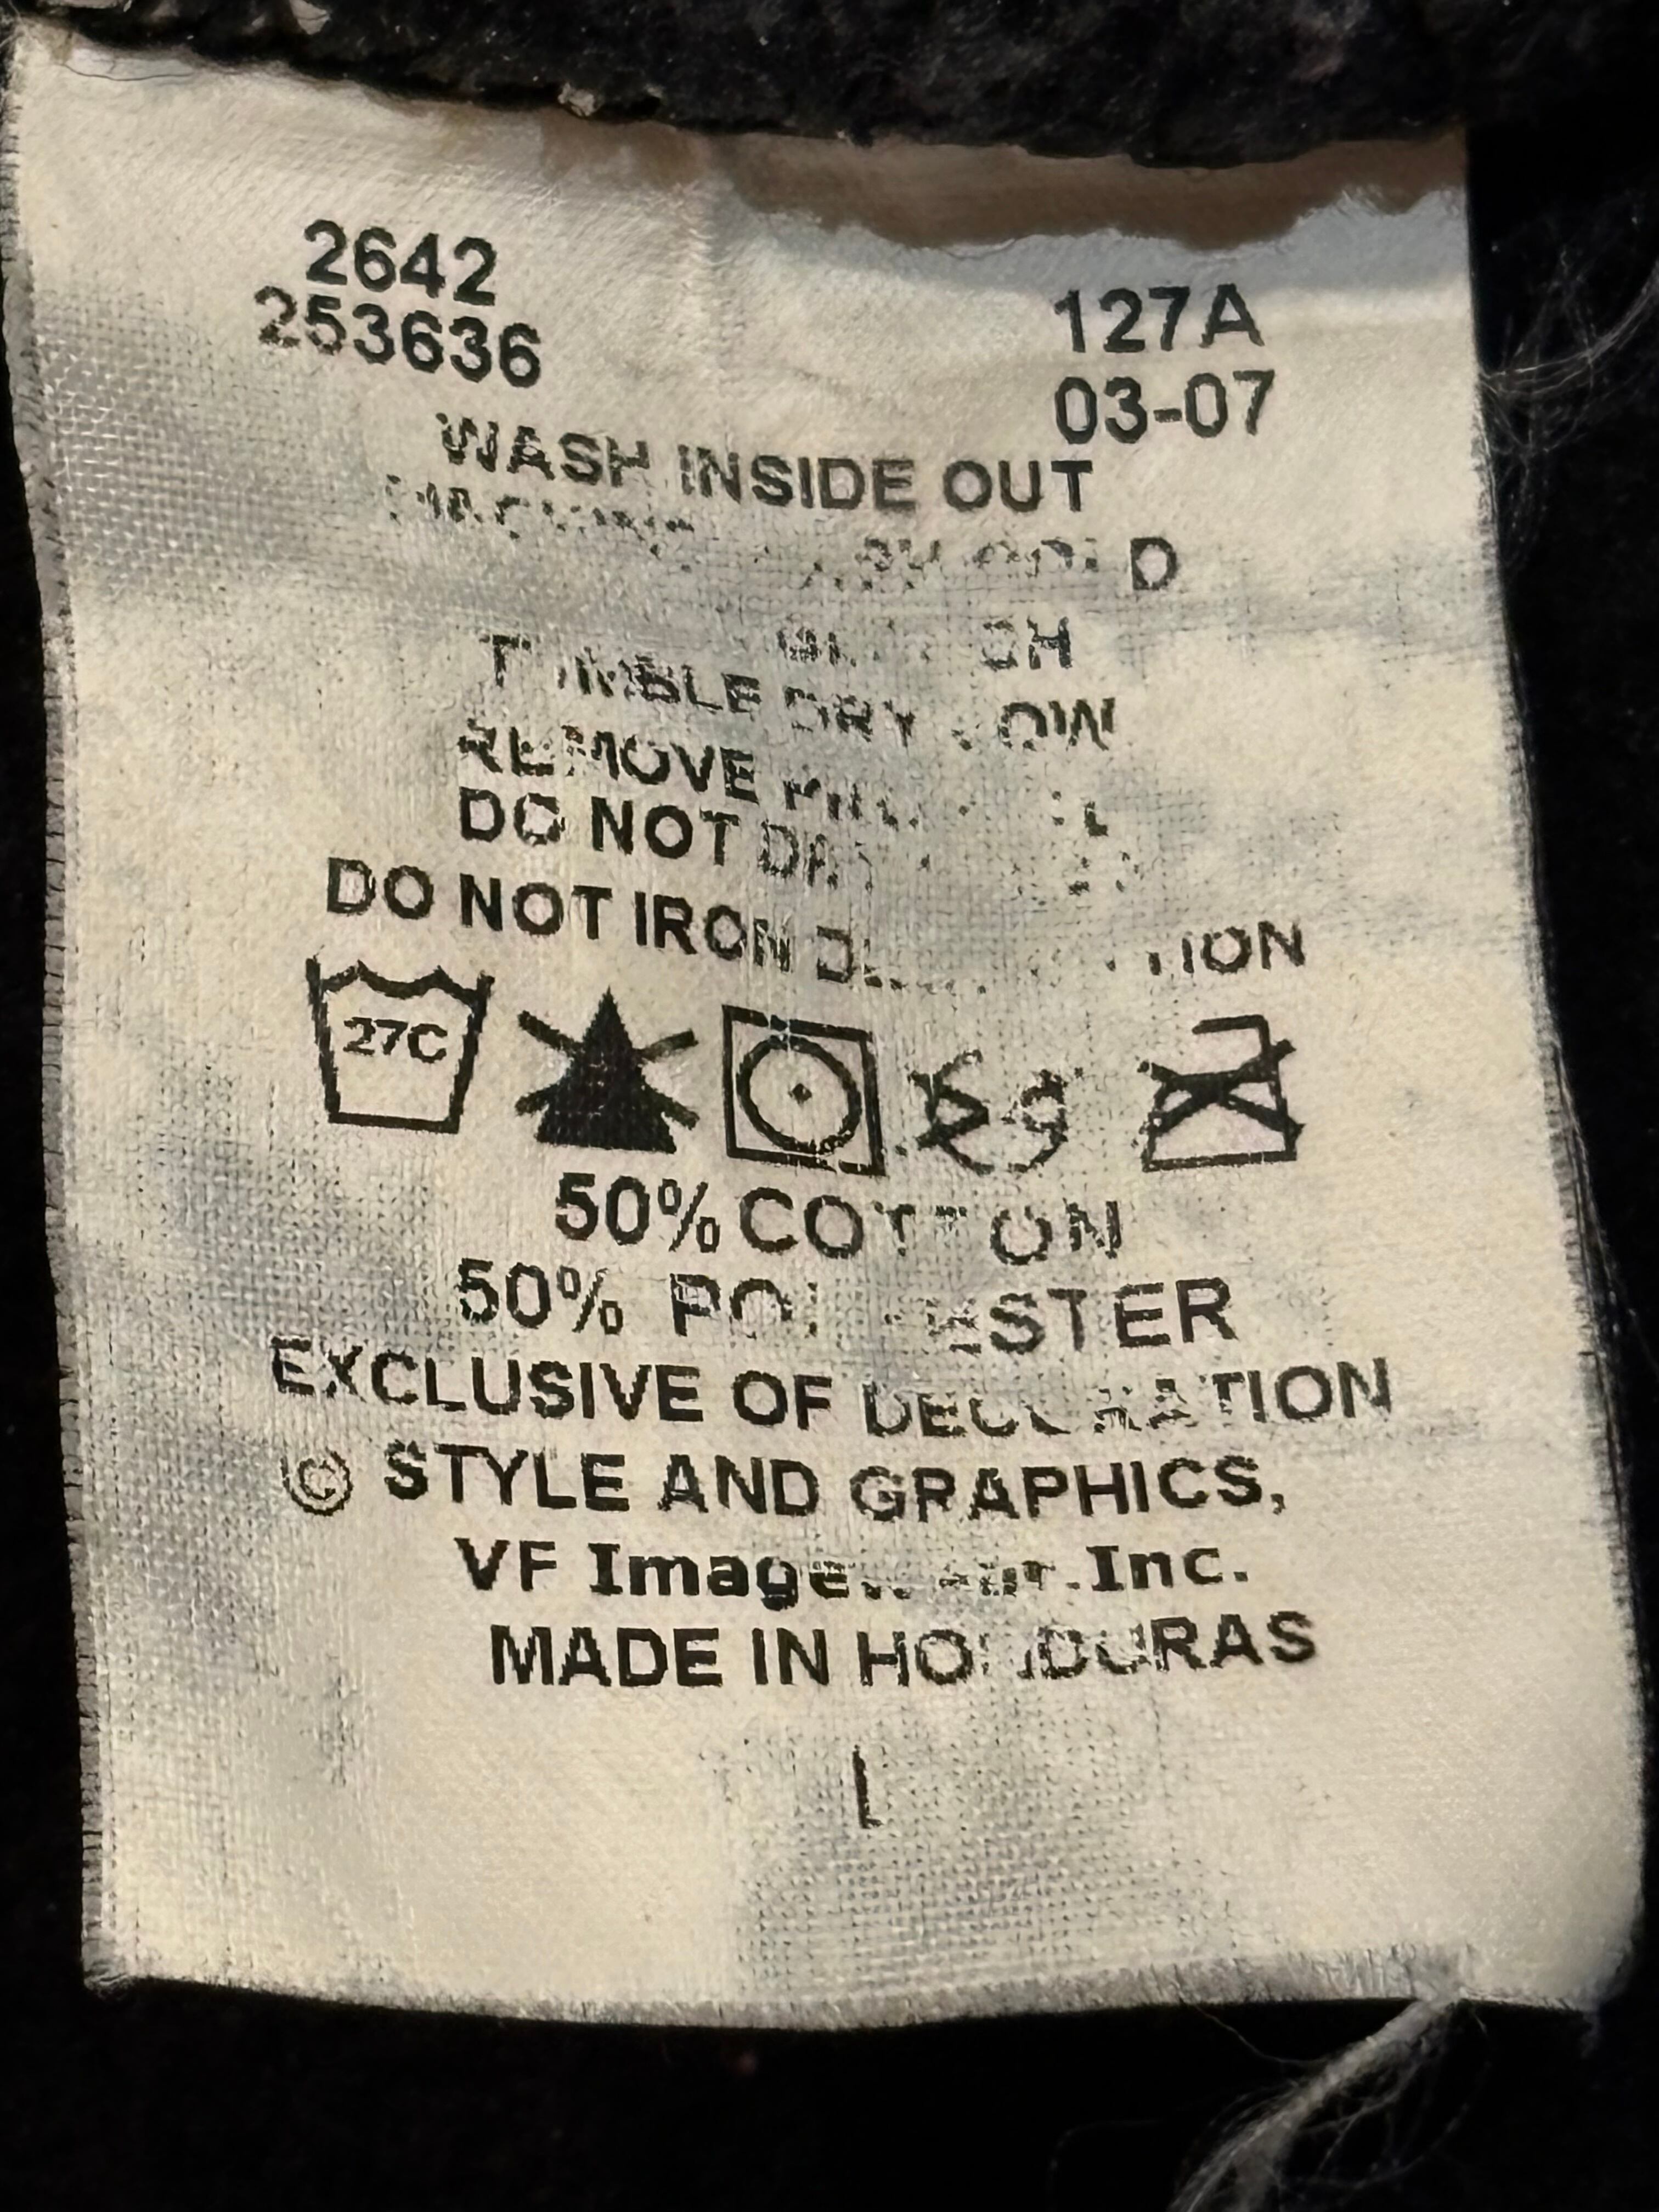 2642
253636
127A
03-07
WASH INSIDE OUT
TUMBLE DRY LOW
REMOVE
DO NOT DRY
DO NOT IRON
27C
50% COTTON
50% POLYESTER
EXCLUSIVE OF DECORATION
© STYLE AND GRAPHICS,
VF Imagewear, Inc.
MADE IN HONDURAS